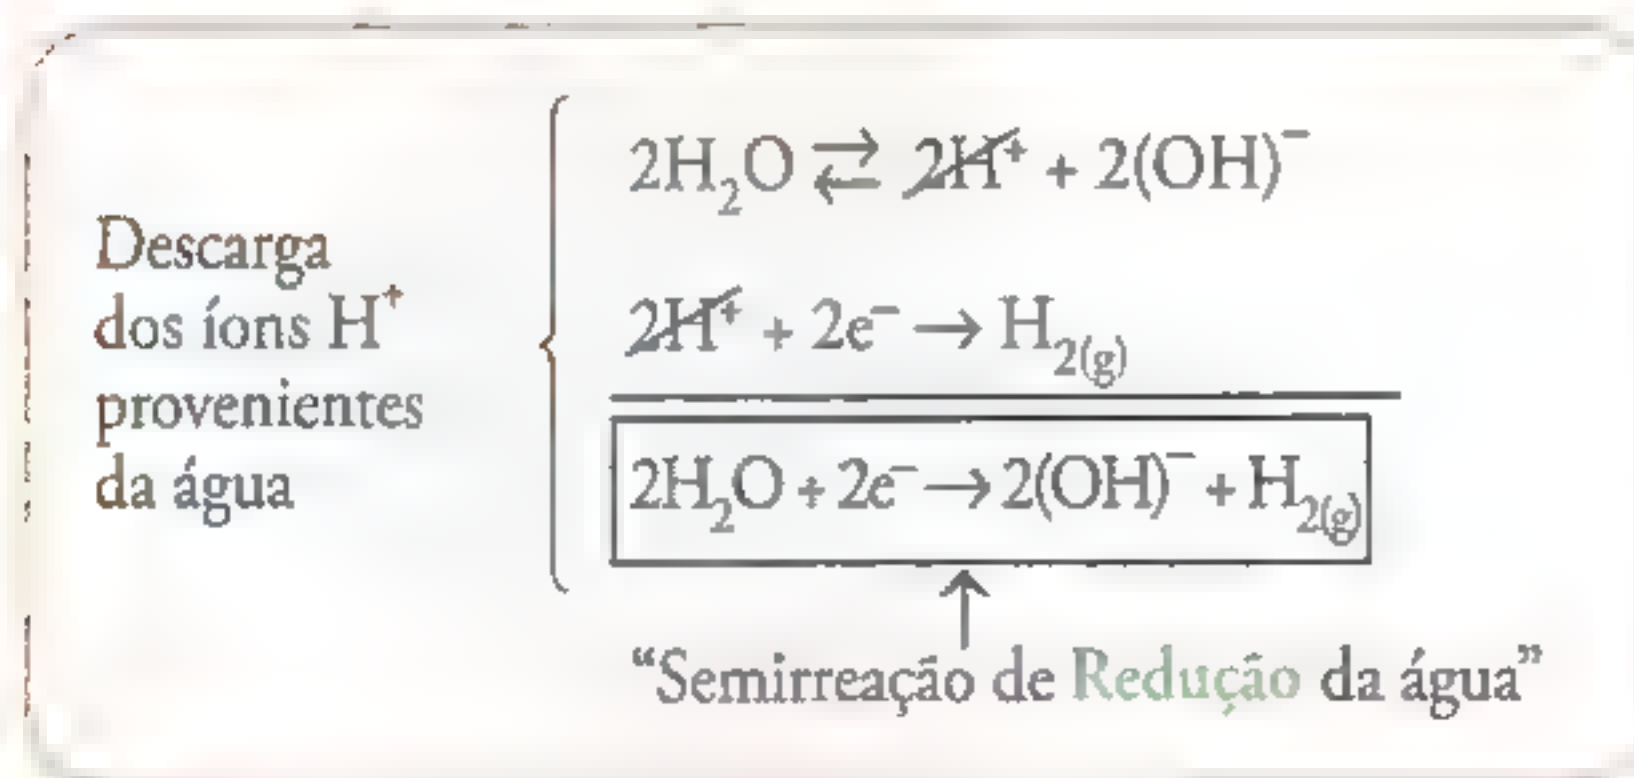 2H₂O ⇄ 2H⁺ + 2(OH)⁻
Descarga
dos íons H⁺
provenientes
da água
2H⁺ + 2e⁻ → H₂(g)
2H₂O + 2e⁻ → 2(OH)⁻ + H₂(g)
“Semirreação de Redução da água”